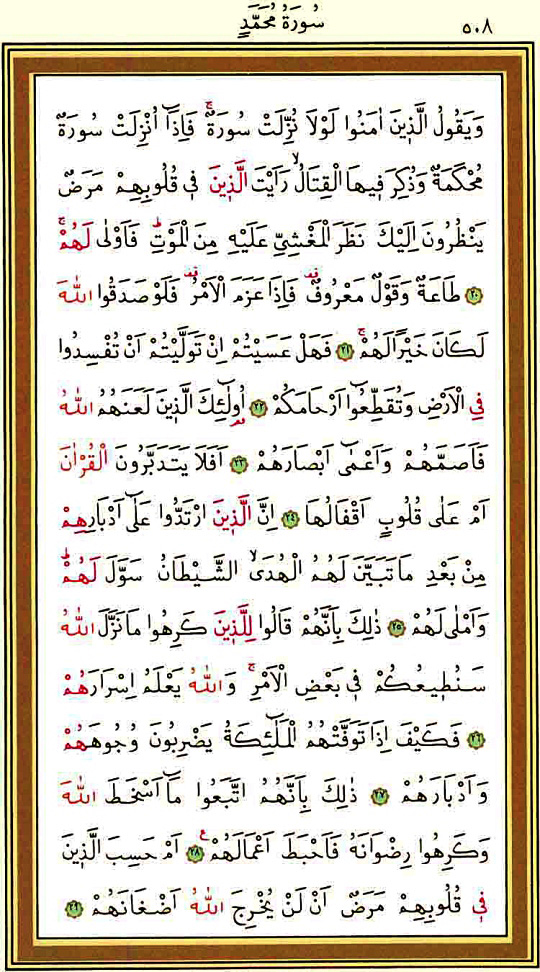 سُورَةُ مُحَمَّدٍ ٥٠٨
وَيَقُولُ الَّذ۪ينَ اٰمَنُوا لَوْلَا نُزِّلَتْ سُورَةٌۚ فَاِذَٓا اُنْزِلَتْ سُورَةٌ
مُحْكَمَةٌ وَذُكِرَ ف۪يهَا الْقِتَالُۙ رَاَيْتَ الَّذ۪ينَ ف۪ي قُلُوبِهِمْ مَرَضٌ
يَنْظُرُونَ اِلَيْكَ نَظَرَ الْمَغْشِيِّ عَلَيْهِ مِنَ الْمَوْتِۜ فَاَوْلٰى لَهُمْۚ
﴿٢٠﴾ طَاعَةٌ وَقَوْلٌ مَعْرُوفٌ۠ فَاِذَا عَزَمَ الْاَمْرُ۠ فَلَوْ صَدَقُوا اللّٰهَ
لَكَانَ خَيْرًا لَهُمْۚ ﴿٢١﴾ فَهَلْ عَسَيْتُمْ اِنْ تَوَلَّيْتُمْ اَنْ تُفْسِدُوا
فِي الْاَرْضِ وَتُقَطِّعُٓوا اَرْحَامَكُمْ ﴿٢٢﴾ اُو۬لٰٓئِكَ الَّذ۪ينَ لَعَنَهُمُ اللّٰهُ
فَاَصَمَّهُمْ وَاَعْمٰٓى اَبْصَارَهُمْ ﴿٢٣﴾ اَفَلَا يَتَدَبَّرُونَ الْقُرْاٰنَ
اَمْ عَلٰى قُلُوبٍ اَقْفَالُهَا ﴿٢٤﴾ اِنَّ الَّذ۪ينَ ارْتَدُّوا عَلٰٓى اَدْبَارِهِمْ
مِنْ بَعْدِ مَا تَبَيَّنَ لَهُمُ الْهُدَىۙ الشَّيْطَانُ سَوَّلَ لَهُمْۜ
وَاَمْلٰى لَهُمْ ﴿٢٥﴾ ذٰلِكَ بِاَنَّهُمْ قَالُوا لِلَّذ۪ينَ كَرِهُوا مَا نَزَّلَ اللّٰهُ
سَنُط۪يعُكُمْ ف۪ي بَعْضِ الْاَمْرِۚ وَاللّٰهُ يَعْلَمُ اِسْرَارَهُمْ
﴿٢٦﴾ فَكَيْفَ اِذَا تَوَفَّتْهُمُ الْمَلٰٓئِكَةُ يَضْرِبُونَ وُجُوهَهُمْ
وَاَدْبَارَهُمْ ﴿٢٧﴾ ذٰلِكَ بِاَنَّهُمُ اتَّبَعُوا مَٓا اَسْخَطَ اللّٰهَ
وَكَرِهُوا رِضْوَانَهُ فَاَحْبَطَ اَعْمَالَهُمْ۟ ﴿٢٨﴾ اَمْ حَسِبَ الَّذ۪ينَ
ف۪ي قُلُوبِهِمْ مَرَضٌ اَنْ لَنْ يُخْرِجَ اللّٰهُ اَضْغَانَهُمْ ﴿٢٩﴾